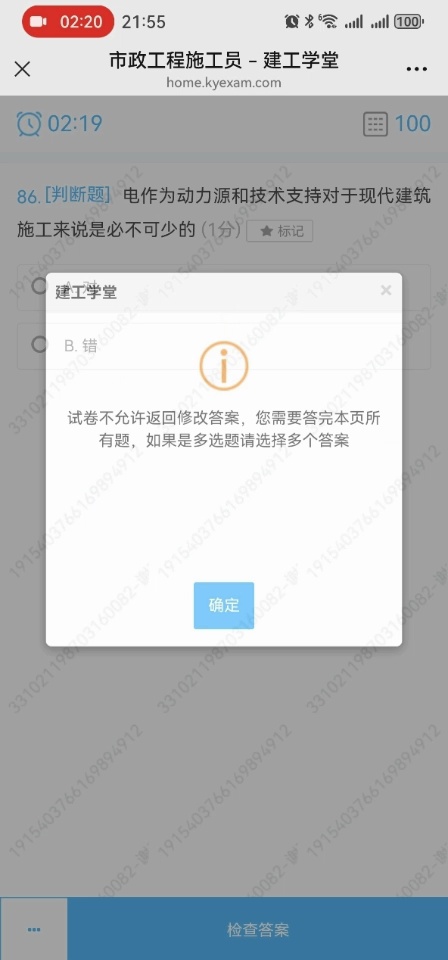 02:20 21:55 100
市政工程施工员 - 建工学堂
home.kyexam.com
02:19 100
86. [判断题] 电作为动力源和技术支持对于现代建筑
施工来说是必不可少的 (1分) ★ 标记
建工学堂 ×
B. 错
试卷不允许返回修改答案，您需要答完本页所
有题，如果是多选题请选择多个答案
确定
检查答案
191540376616989 4912